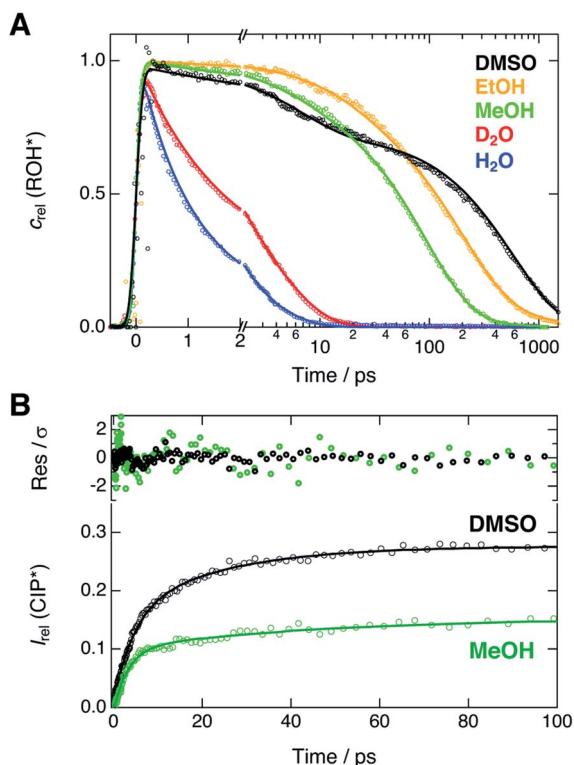 A
1.0
0.5
0.0
c_rel (ROH*)
DMSO
EtOH
MeOH
D₂O
H₂O
0 1 2 4 6 10 2 4 6 100 2 4 6 1000
Time / ps
B
2
0
-2
Res / σ
0.3
0.2
0.1
0.0
I_rel (CIP*)
DMSO
MeOH
0 20 40 60 80 100
Time / ps